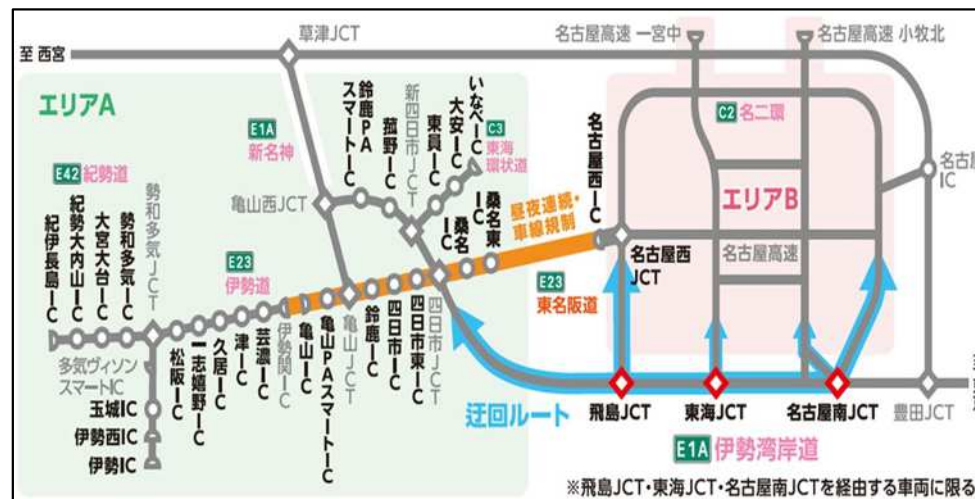 草津JCT
名古屋高速 一宮中
名古屋高速 小牧北
至 西宮
エリアA
E1A
新名神
鈴鹿PA
スマートIC
菰野IC
新四日市JCT
東員IC
大安IC
いなべIC
C3
東海
環状道
名古屋西IC
C2 名二環
名古屋
IC
E42 紀勢道
亀山西JCT
桑名IC
桑名東IC
昼夜連続・
車線規制
エリアB
紀伊長島IC
紀勢大内山IC
大宮大台IC
勢和多気IC
勢和多気JCT
E23
伊勢道
名古屋西
JCT
名古屋高速
E23
東名阪道
多気ヴィソン
スマートIC
玉城IC
伊勢西IC
伊勢IC
松阪IC
一志嬉野IC
久居IC
津IC
芸濃IC
伊勢関IC
亀山IC
亀山PAスマートIC
亀山JCT
鈴鹿IC
四日市IC
四日市東IC
四日市JCT
迂回ルート
飛島JCT
東海JCT
名古屋南JCT
豊田JCT
E1A 伊勢湾岸道
※飛島JCT・東海JCT・名古屋南JCTを経由する車両に限る